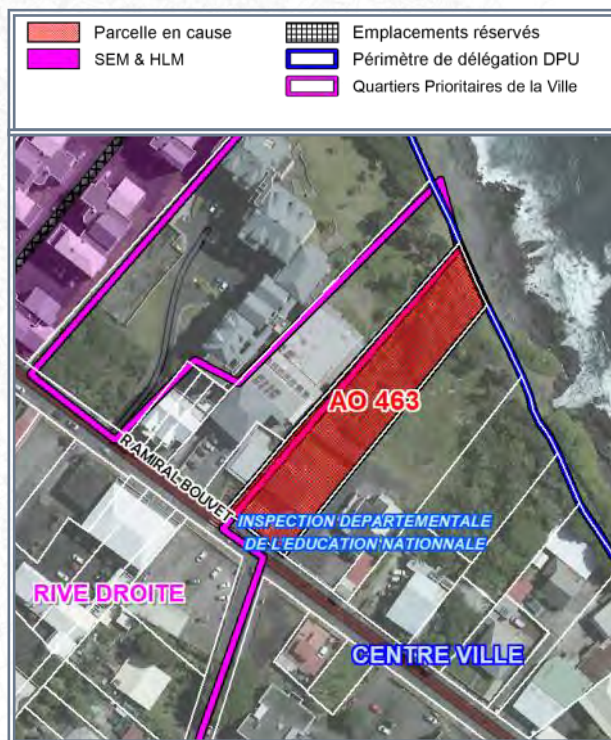 Parcelle en cause
SEM & HLM
Emplacements réservés
Périmètre de délégation DPU
Quartiers Prioritaires de la Ville
AO 463
R AMIRAL BOUVET
INSPECTION DEPARTEMENTALE
DE L'EDUCATION NATIONALE
RIVE DROITE
CENTRE VILLE